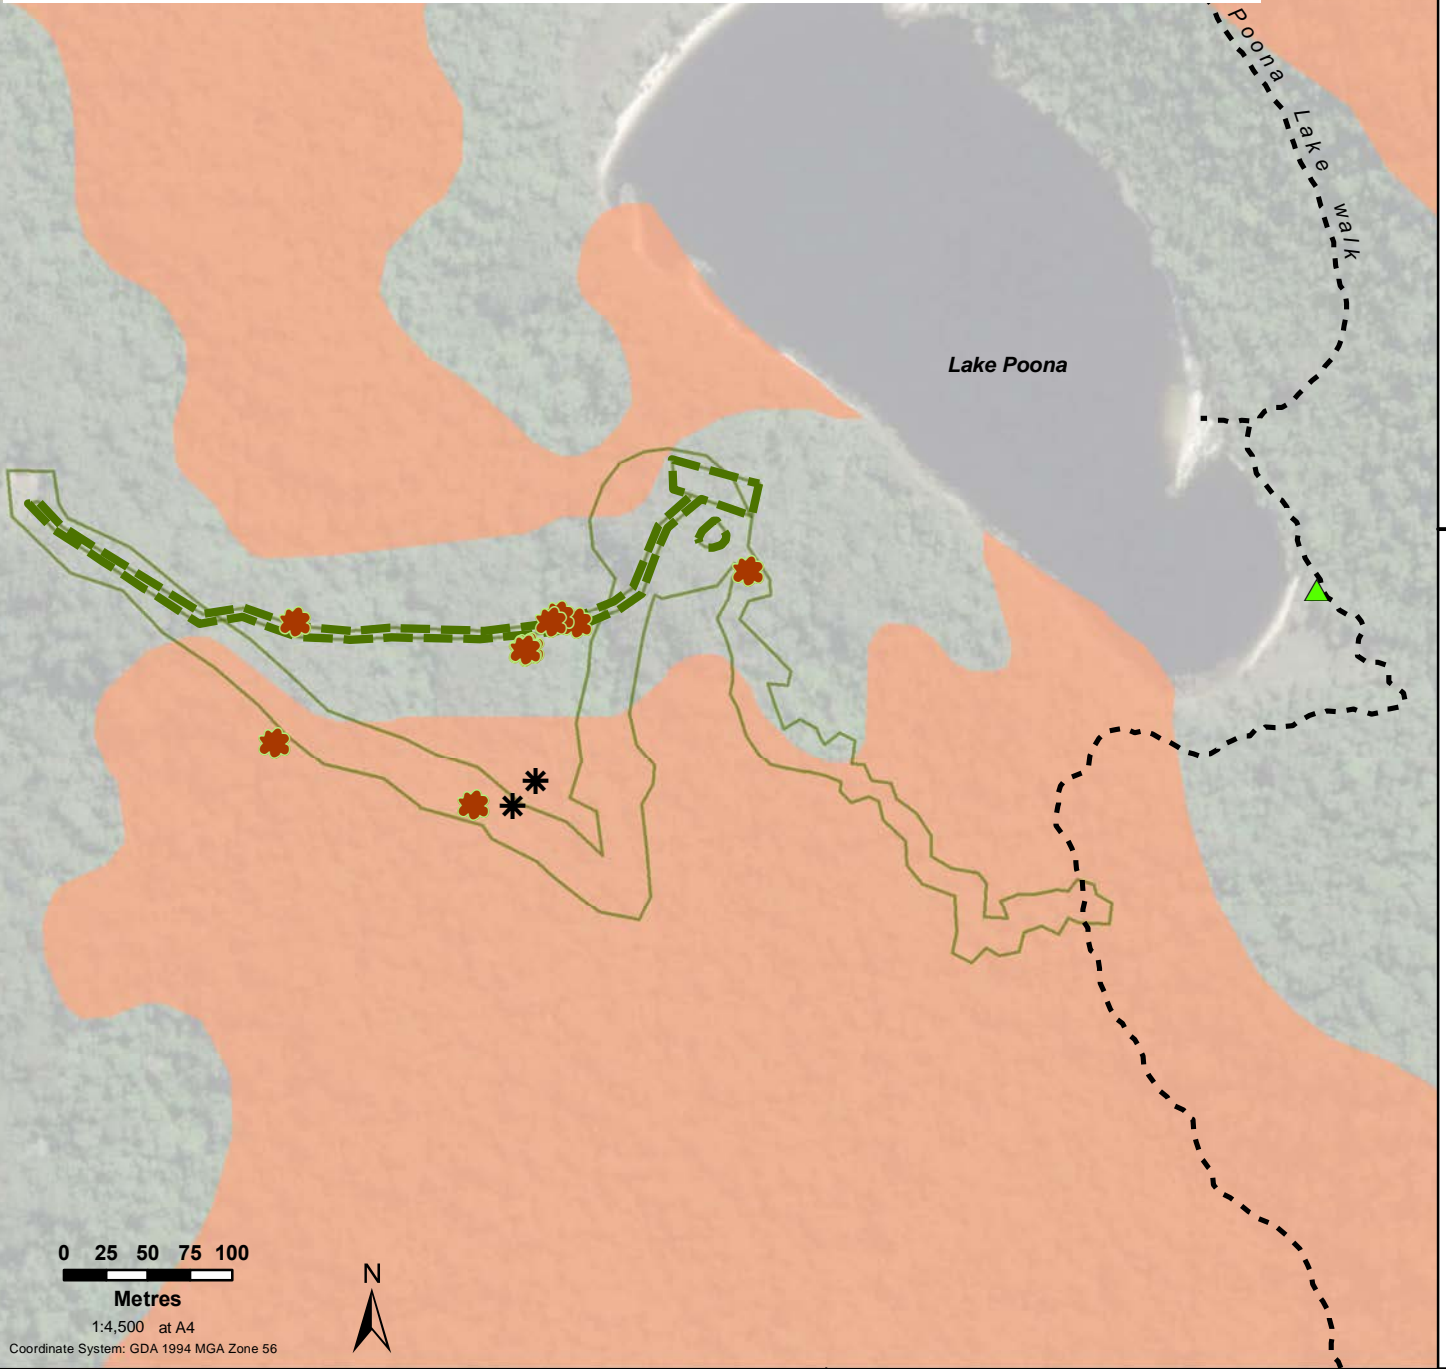 Poona Lake walk
Lake Poona
0 25 50 75 100
Metres
1:4,500 at A4
Coordinate System: GDA 1994 MGA Zone 56
N